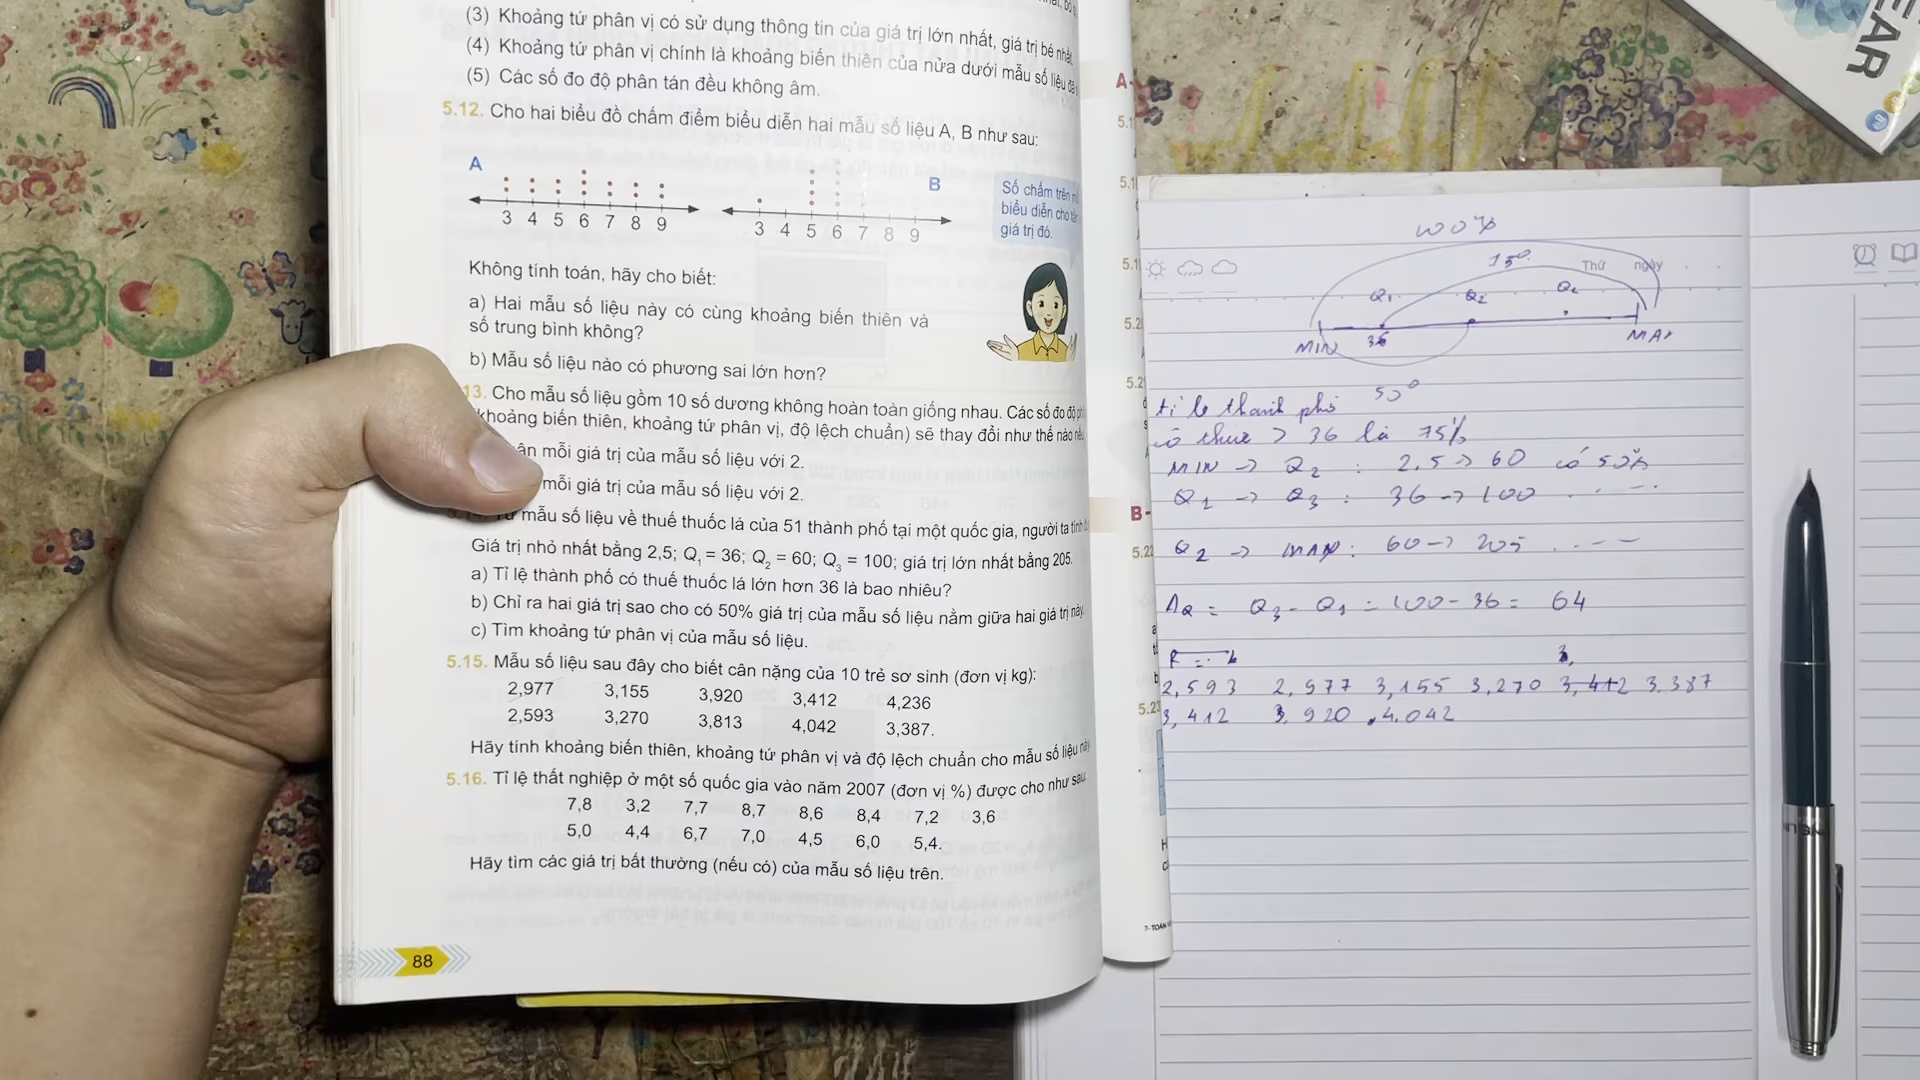 (3) Khoảng tứ phân vị có sử dụng thông tin của giá trị lớn nhất, giá trị bé nhất.
(4) Khoảng tứ phân vị chính là khoảng biến thiên của nửa dưới mẫu số liệu đã
(5) Các số đo độ phân tán đều không âm.
5.12. Cho hai biểu đồ chấm điểm biểu diễn hai mẫu số liệu A, B như sau:
A
B
3 4 5 6 7 8 9
3 4 5 6 7 8 9
Số chấm trên
biểu diễn cho
giá trị đó.
Không tính toán, hãy cho biết:
a) Hai mẫu số liệu này có cùng khoảng biến thiên và
số trung bình không?
b) Mẫu số liệu nào có phương sai lớn hơn?
13. Cho mẫu số liệu gồm 10 số dương không hoàn toàn giống nhau. Các số đo độ
khoảng biến thiên, khoảng tứ phân vị, độ lệch chuẩn) sẽ thay đổi như thế nào
mỗi giá trị của mẫu số liệu với 2.
mỗi giá trị của mẫu số liệu với 2.
mẫu số liệu về thuế thuốc lá của 51 thành phố tại một quốc gia, người ta tính
Giá trị nhỏ nhất bằng 2,5; Q1 = 36; Q2 = 60; Q3 = 100; giá trị lớn nhất bằng 205.
a) Tỉ lệ thành phố có thuế thuốc lá lớn hơn 36 là bao nhiêu?
b) Chỉ ra hai giá trị sao cho có 50% giá trị của mẫu số liệu nằm giữa hai giá trị này.
c) Tìm khoảng tứ phân vị của mẫu số liệu.
5.15. Mẫu số liệu sau đây cho biết cân nặng của 10 trẻ sơ sinh (đơn vị kg):
2,977 3,155 3,920 3,412 4,236
2,593 3,270 3,813 4,042 3,387.
Hãy tính khoảng biến thiên, khoảng tứ phân vị và độ lệch chuẩn cho mẫu số liệu này
5.16. Tỉ lệ thất nghiệp ở một số quốc gia vào năm 2007 (đơn vị %) được cho như sau:
7,8 3,2 7,7 8,7 8,6 8,4 7,2 3,6
5,0 4,4 6,7 7,0 4,5 6,0 5,4.
Hãy tìm các giá trị bất thường (nếu có) của mẫu số liệu trên.
88
A
B
7-TOÁN
EAR
Thứ ngày
100%
Q1 Q2
MIN 36 MAX
tỉ lệ thành phố
có thuế > 36 là 75%
MIN → Q2 : 2.5 → 60 có 50%
Q1 → Q3 : 36 → 100
Q2 → MAX : 60 → 205
ΔQ = Q3 - Q1 = 100 - 36 = 64
R =
2,593 2,977 3,155 3,270 3,412 3.387
3,412 3.920 4.042